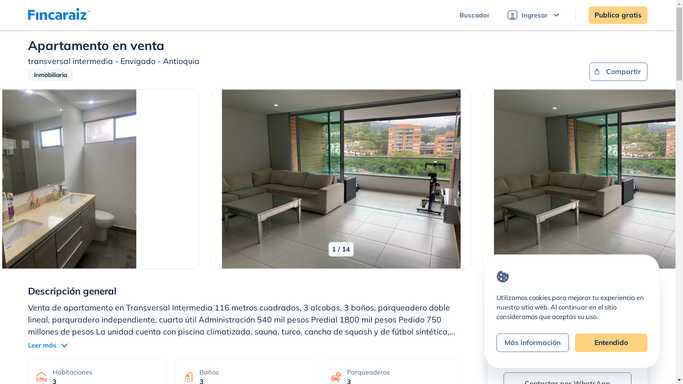 Fincaraiz
Buscador
Ingresar
Publica gratis
Apartamento en venta
transversal intermedia - Envigado - Antioquia
Inmobiliaria
Compartir
1 / 14
Descripción general
Venta de apartamento en Transversal Intermedia 116 metros cuadrados, 3 alcobas, 3 baños, parqueadero doble
lineal, parquradero independiente, cuarto útil Administración 540 mil pesos Predial 1800 mil pesos Pedido 750
millones de pesos La unidad cuenta con piscina climatizada, sauna, turco, cancha de squash y de fútbol sintética,...
Leer más
Habitaciones
3
Baños
3
Parqueaderos
3
Utilizamos cookies para mejorar tu experiencia en
nuestro sitio web. Al continuar en el sitio
consideramos que aceptas su uso.
Más información
Entendido
Contactar por WhatsApp